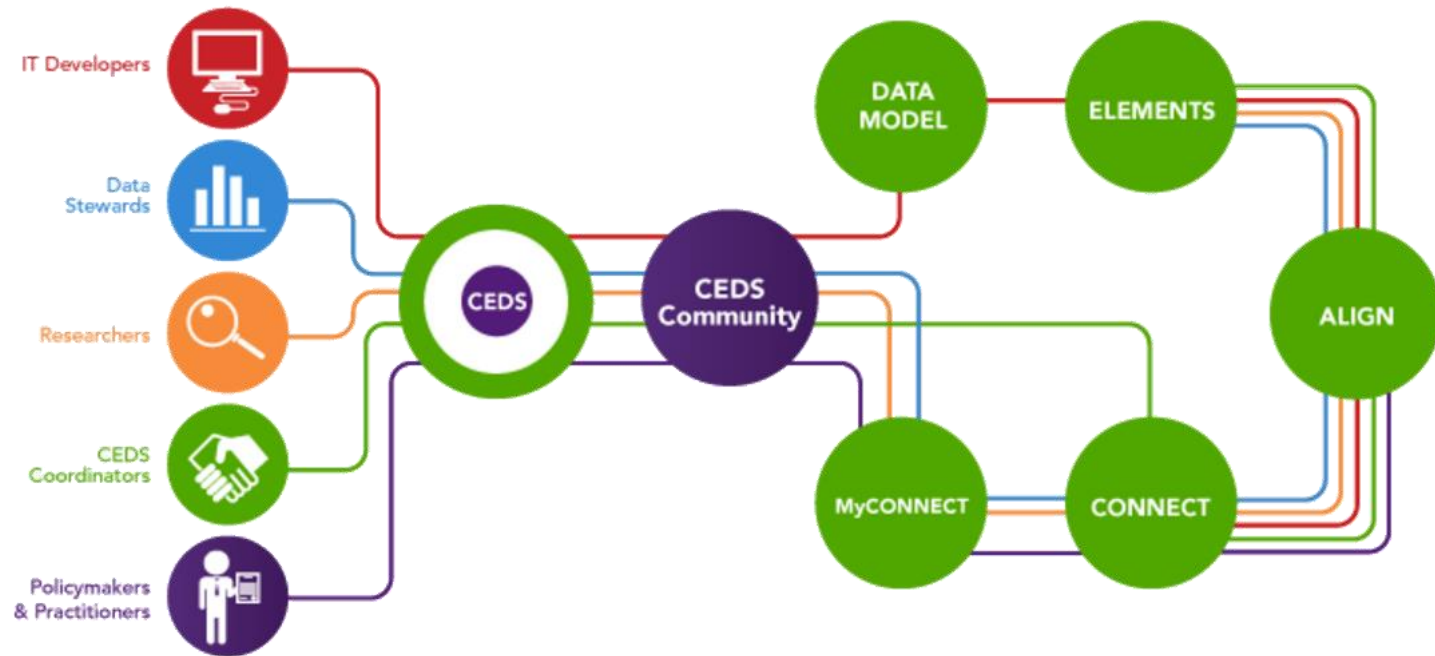 IT Developers
Data
Stewards
Researchers
CEDS
Coordinators
Policymakers
& Practitioners
CEDS
CEDS
Community
DATA
MODEL
ELEMENTS
ALIGN
MyCONNECT
CONNECT